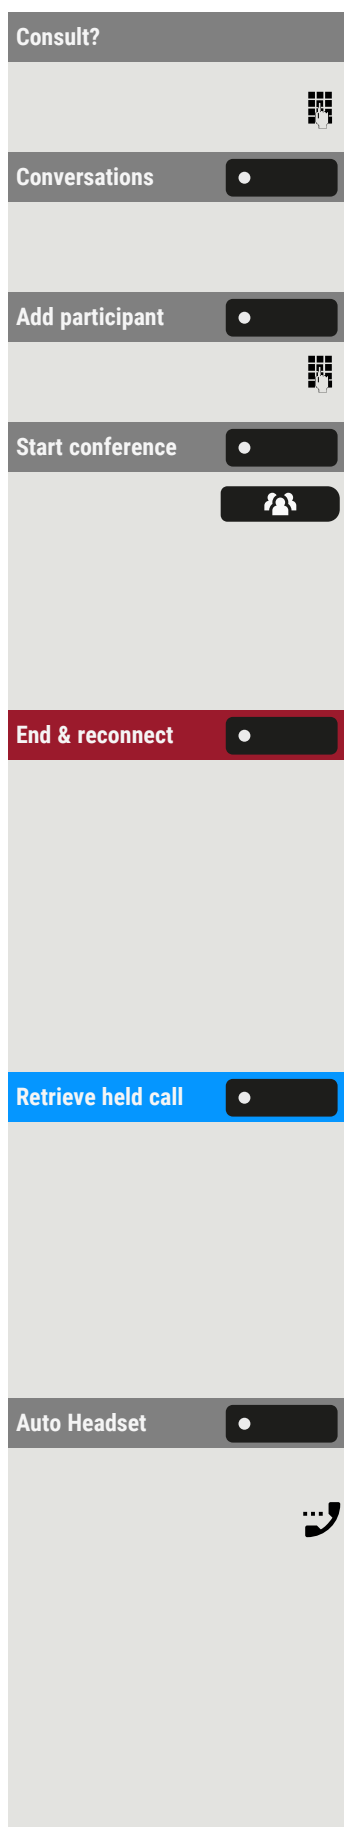 Consult?
Conversations
Add participant
Start conference
End & reconnect
Retrieve held call
Auto Headset